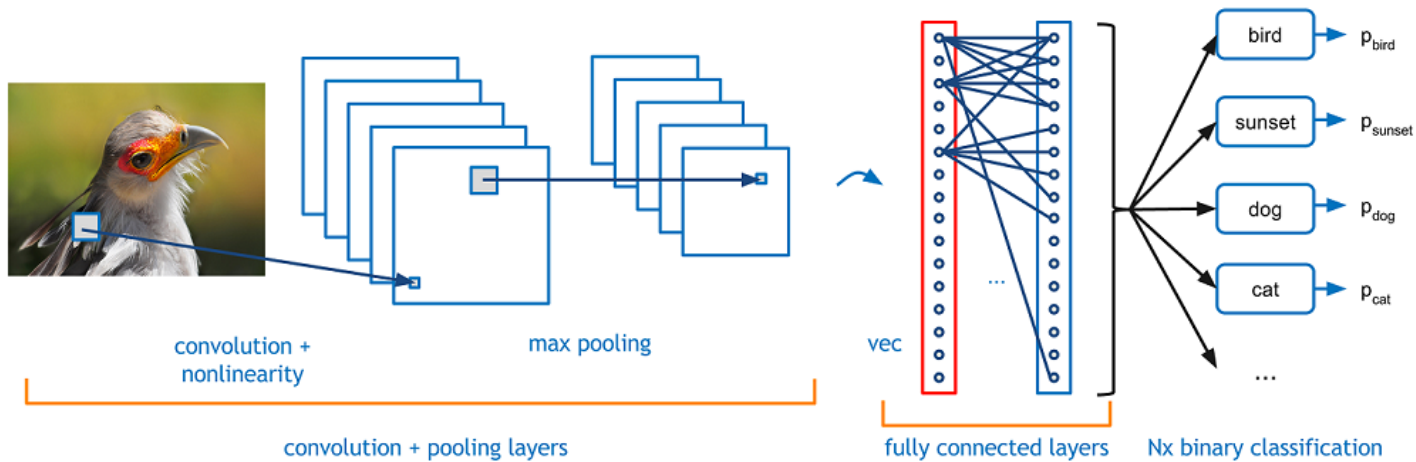 convolution +
nonlinearity
max pooling
convolution + pooling layers
vec
...
fully connected layers
bird
p_bird
sunset
p_sunset
dog
p_dog
cat
p_cat
...
Nx binary classification